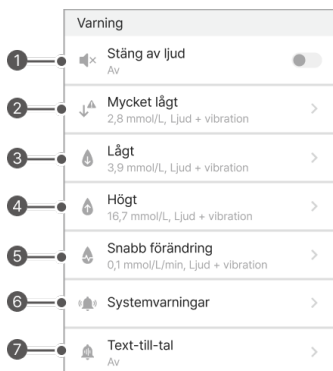 Varning
1 Stäng av ljud
Av
2 Mycket lågt
2,8 mmol/L, Ljud + vibration
3 Lågt
3,9 mmol/L, Ljud + vibration
4 Högt
16,7 mmol/L, Ljud + vibration
5 Snabb förändring
0,1 mmol/L/min, Ljud + vibration
6 Systemvarningar
7 Text-till-tal
Av